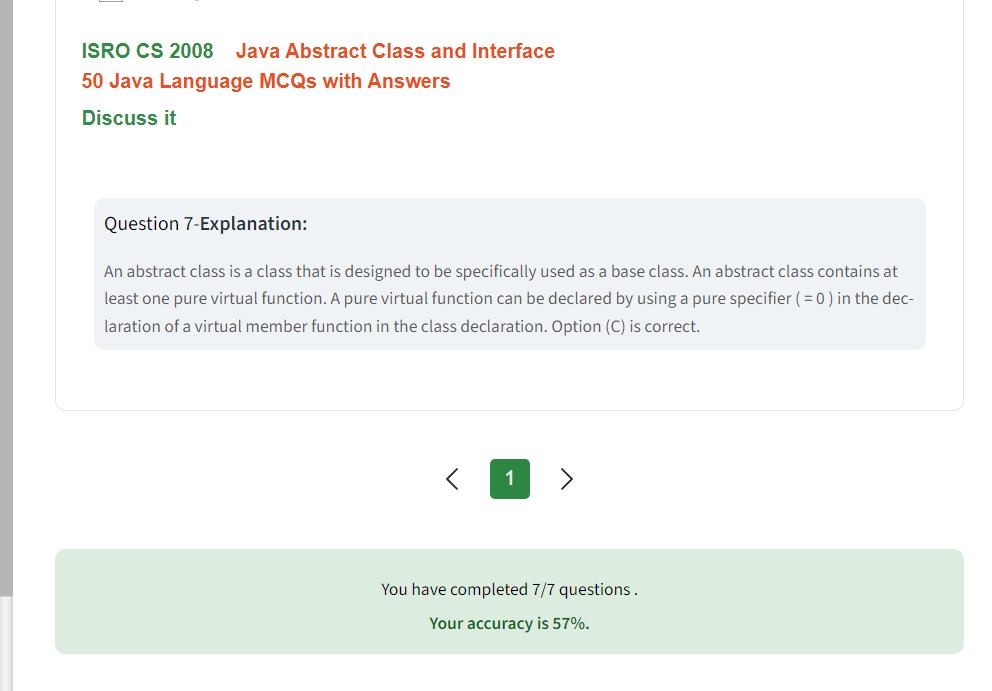 ISRO CS 2008 Java Abstract Class and Interface
50 Java Language MCQs with Answers
Discuss it
Question 7-Explanation:
An abstract class is a class that is designed to be specifically used as a base class. An abstract class contains at
least one pure virtual function. A pure virtual function can be declared by using a pure specifier ( = 0 ) in the dec-
laration of a virtual member function in the class declaration. Option (C) is correct.
1
You have completed 7/7 questions .
Your accuracy is 57%.